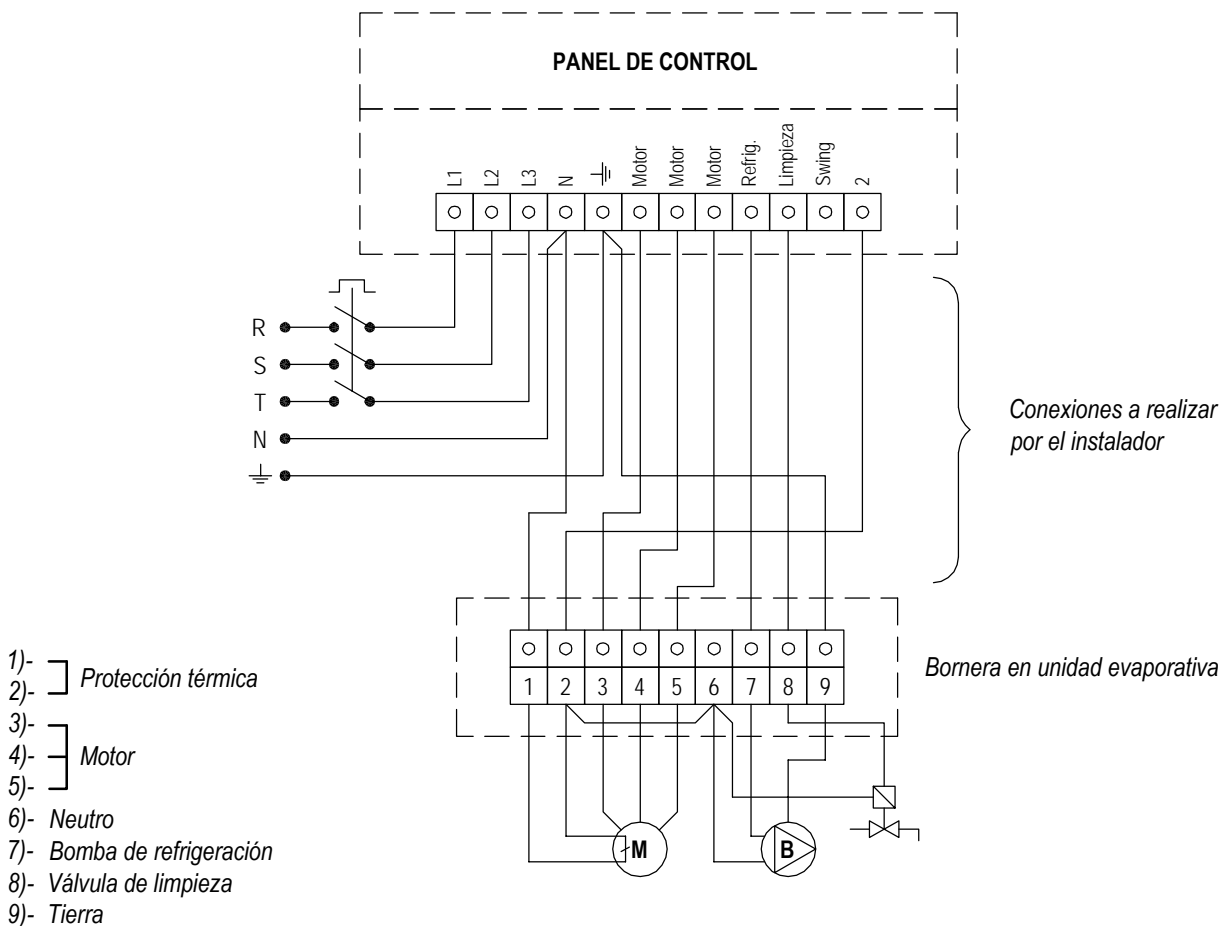 PANEL DE CONTROL
L1 L2 L3 N Motor Motor Motor Refrig. Limpieza Swing 2
R
S
T
N
Conexiones a realizar
por el instalador
1 2 3 4 5 6 7 8 9
Bornera en unidad evaporativa
M
B
1)-
2)-
Protección térmica
3)-
4)- Motor
5)-
6)- Neutro
7)- Bomba de refrigeración
8)- Válvula de limpieza
9)- Tierra